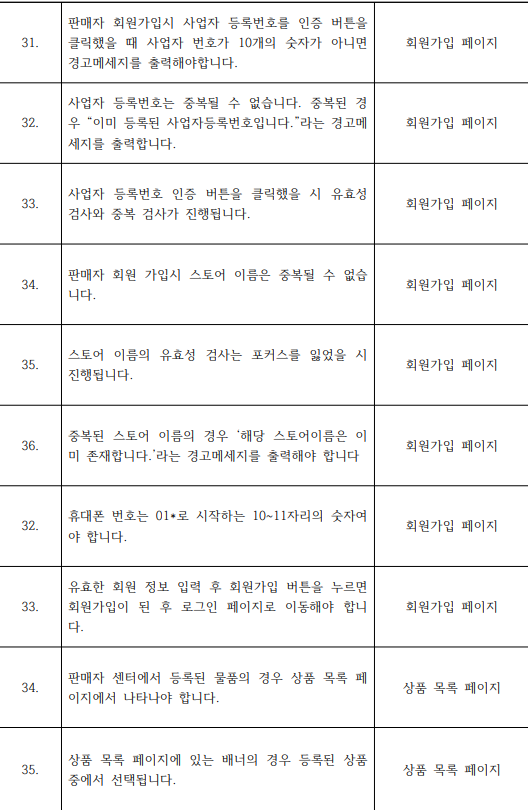 31.
판매자 회원가입시 사업자 등록번호를 인증 버튼을
클릭했을 때 사업자 번호가 10개의 숫자가 아니면
경고메세지를 출력해야합니다.
회원가입 페이지
32.
사업자 등록번호는 중복될 수 없습니다. 중복된 경
우 “이미 등록된 사업자등록번호입니다.”라는 경고메
세지를 출력합니다.
회원가입 페이지
33.
사업자 등록번호 인증 버튼을 클릭했을 시 유효성
검사와 중복 검사가 진행됩니다.
회원가입 페이지
34.
판매자 회원 가입시 스토어 이름은 중복될 수 없습
니다.
회원가입 페이지
35.
스토어 이름의 유효성 검사는 포커스를 잃었을 시
진행됩니다.
회원가입 페이지
36.
중복된 스토어 이름의 경우 ‘해당 스토어이름은 이
미 존재합니다.’라는 경고메세지를 출력해야 합니다
회원가입 페이지
32.
휴대폰 번호는 01*로 시작하는 10~11자리의 숫자여
야 합니다.
회원가입 페이지
33.
유효한 회원 정보 입력 후 회원가입 버튼을 누르면
회원가입이 된 후 로그인 페이지로 이동해야 합니
다.
회원가입 페이지
34.
판매자 센터에서 등록된 물품의 경우 상품 목록 페
이지에서 나타나야 합니다.
상품 목록 페이지
35.
상품 목록 페이지에 있는 배너의 경우 등록된 상품
중에서 선택됩니다.
상품 목록 페이지